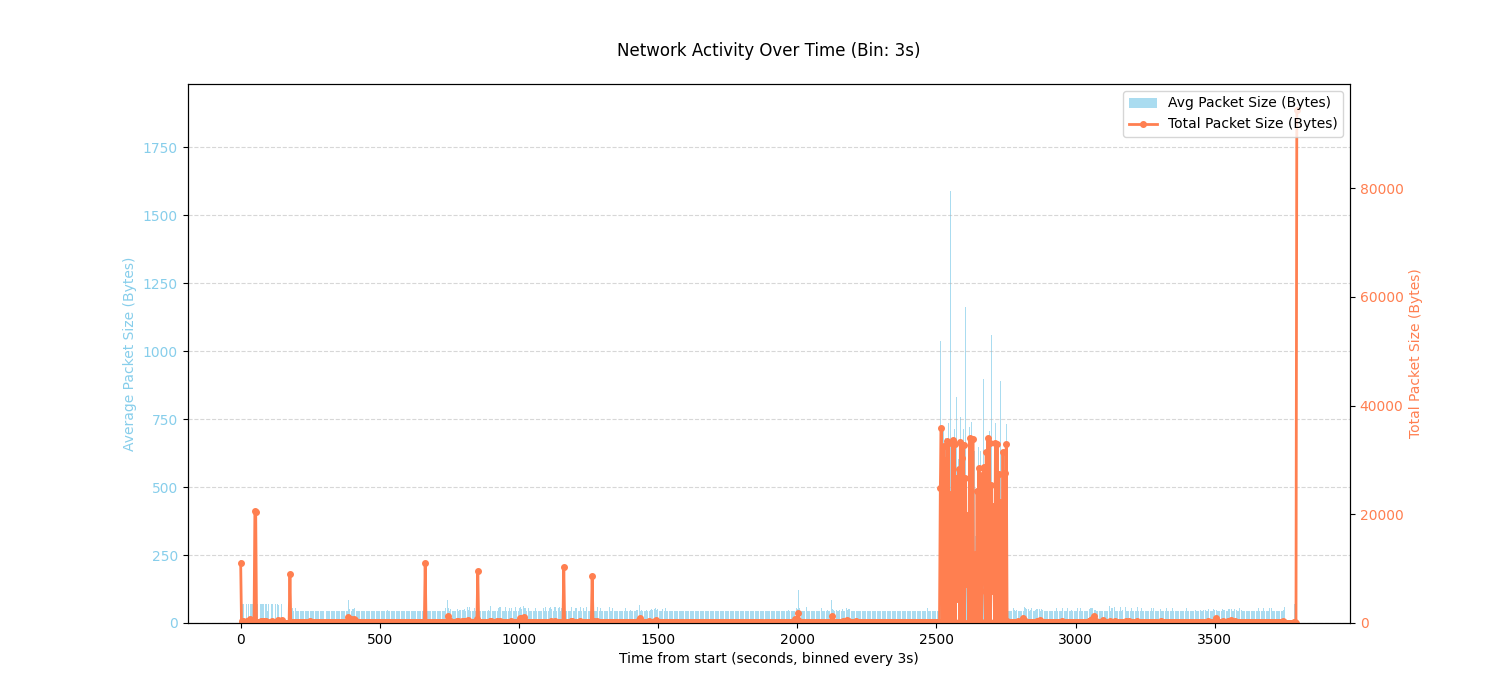 Network Activity Over Time (Bin: 3s)
Avg Packet Size (Bytes)
Total Packet Size (Bytes)
Average Packet Size (Bytes)
1750
1500
1250
1000
750
500
250
0
80000
60000
40000
20000
0
Total Packet Size (Bytes)
0 500 1000 1500 2000 2500 3000 3500
Time from start (seconds, binned every 3s)